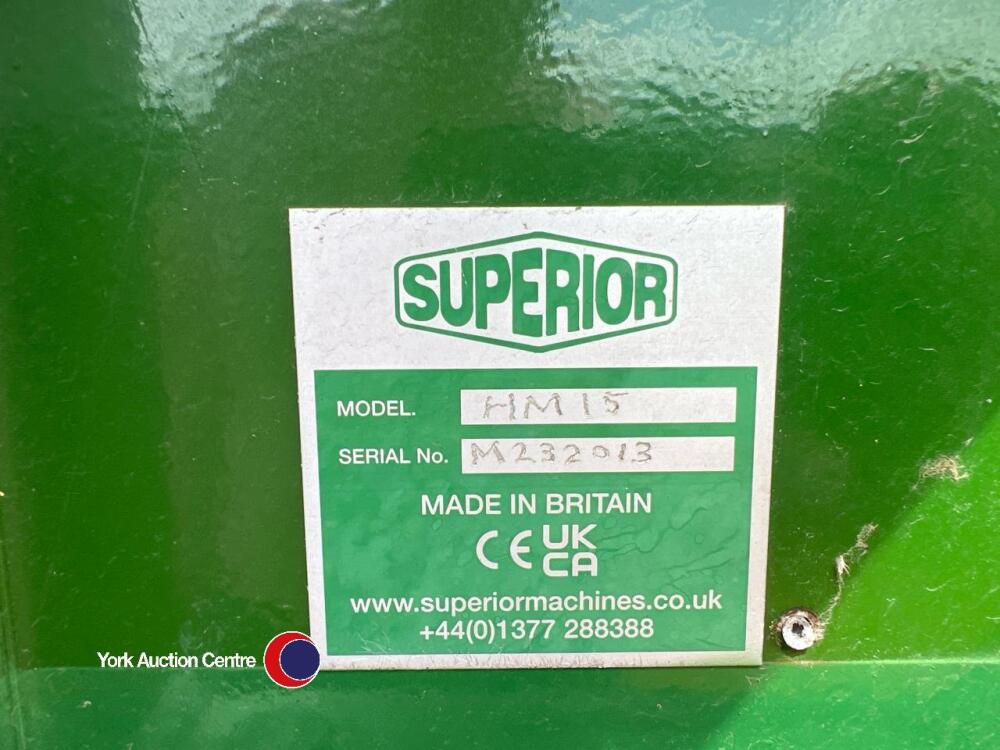 SUPERIOR
MODEL. HM15
SERIAL No. M232013
MADE IN BRITAIN
CE UK
CA
www.superiormachines.co.uk
+44(0)1377 288388
York Auction Centre